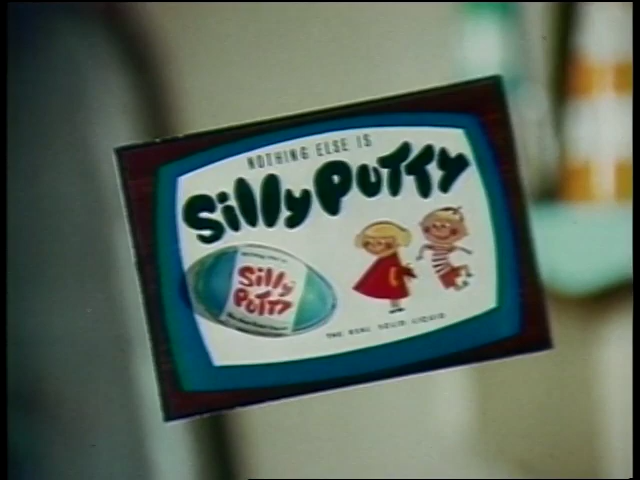 NOTHING ELSE IS
Silly PuTTy
Silly
PuTTy
THE REAL SOLID LIQUID